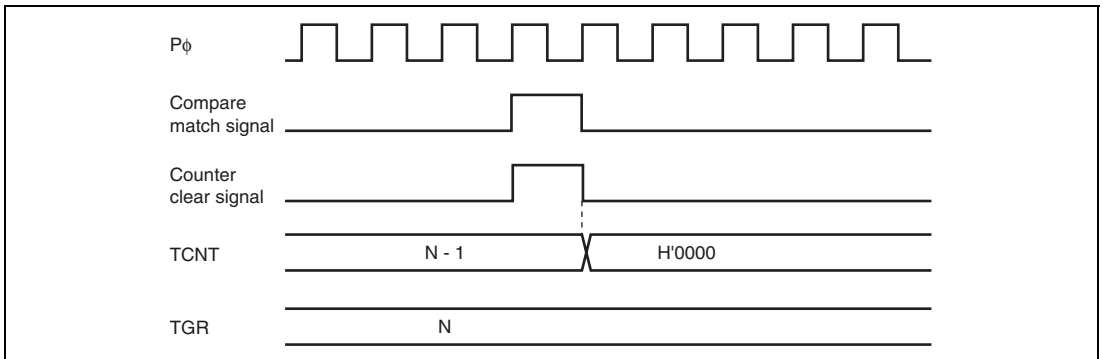 Pϕ
Compare
match signal
Counter
clear signal
TCNT
N - 1
H'0000
TGR
N